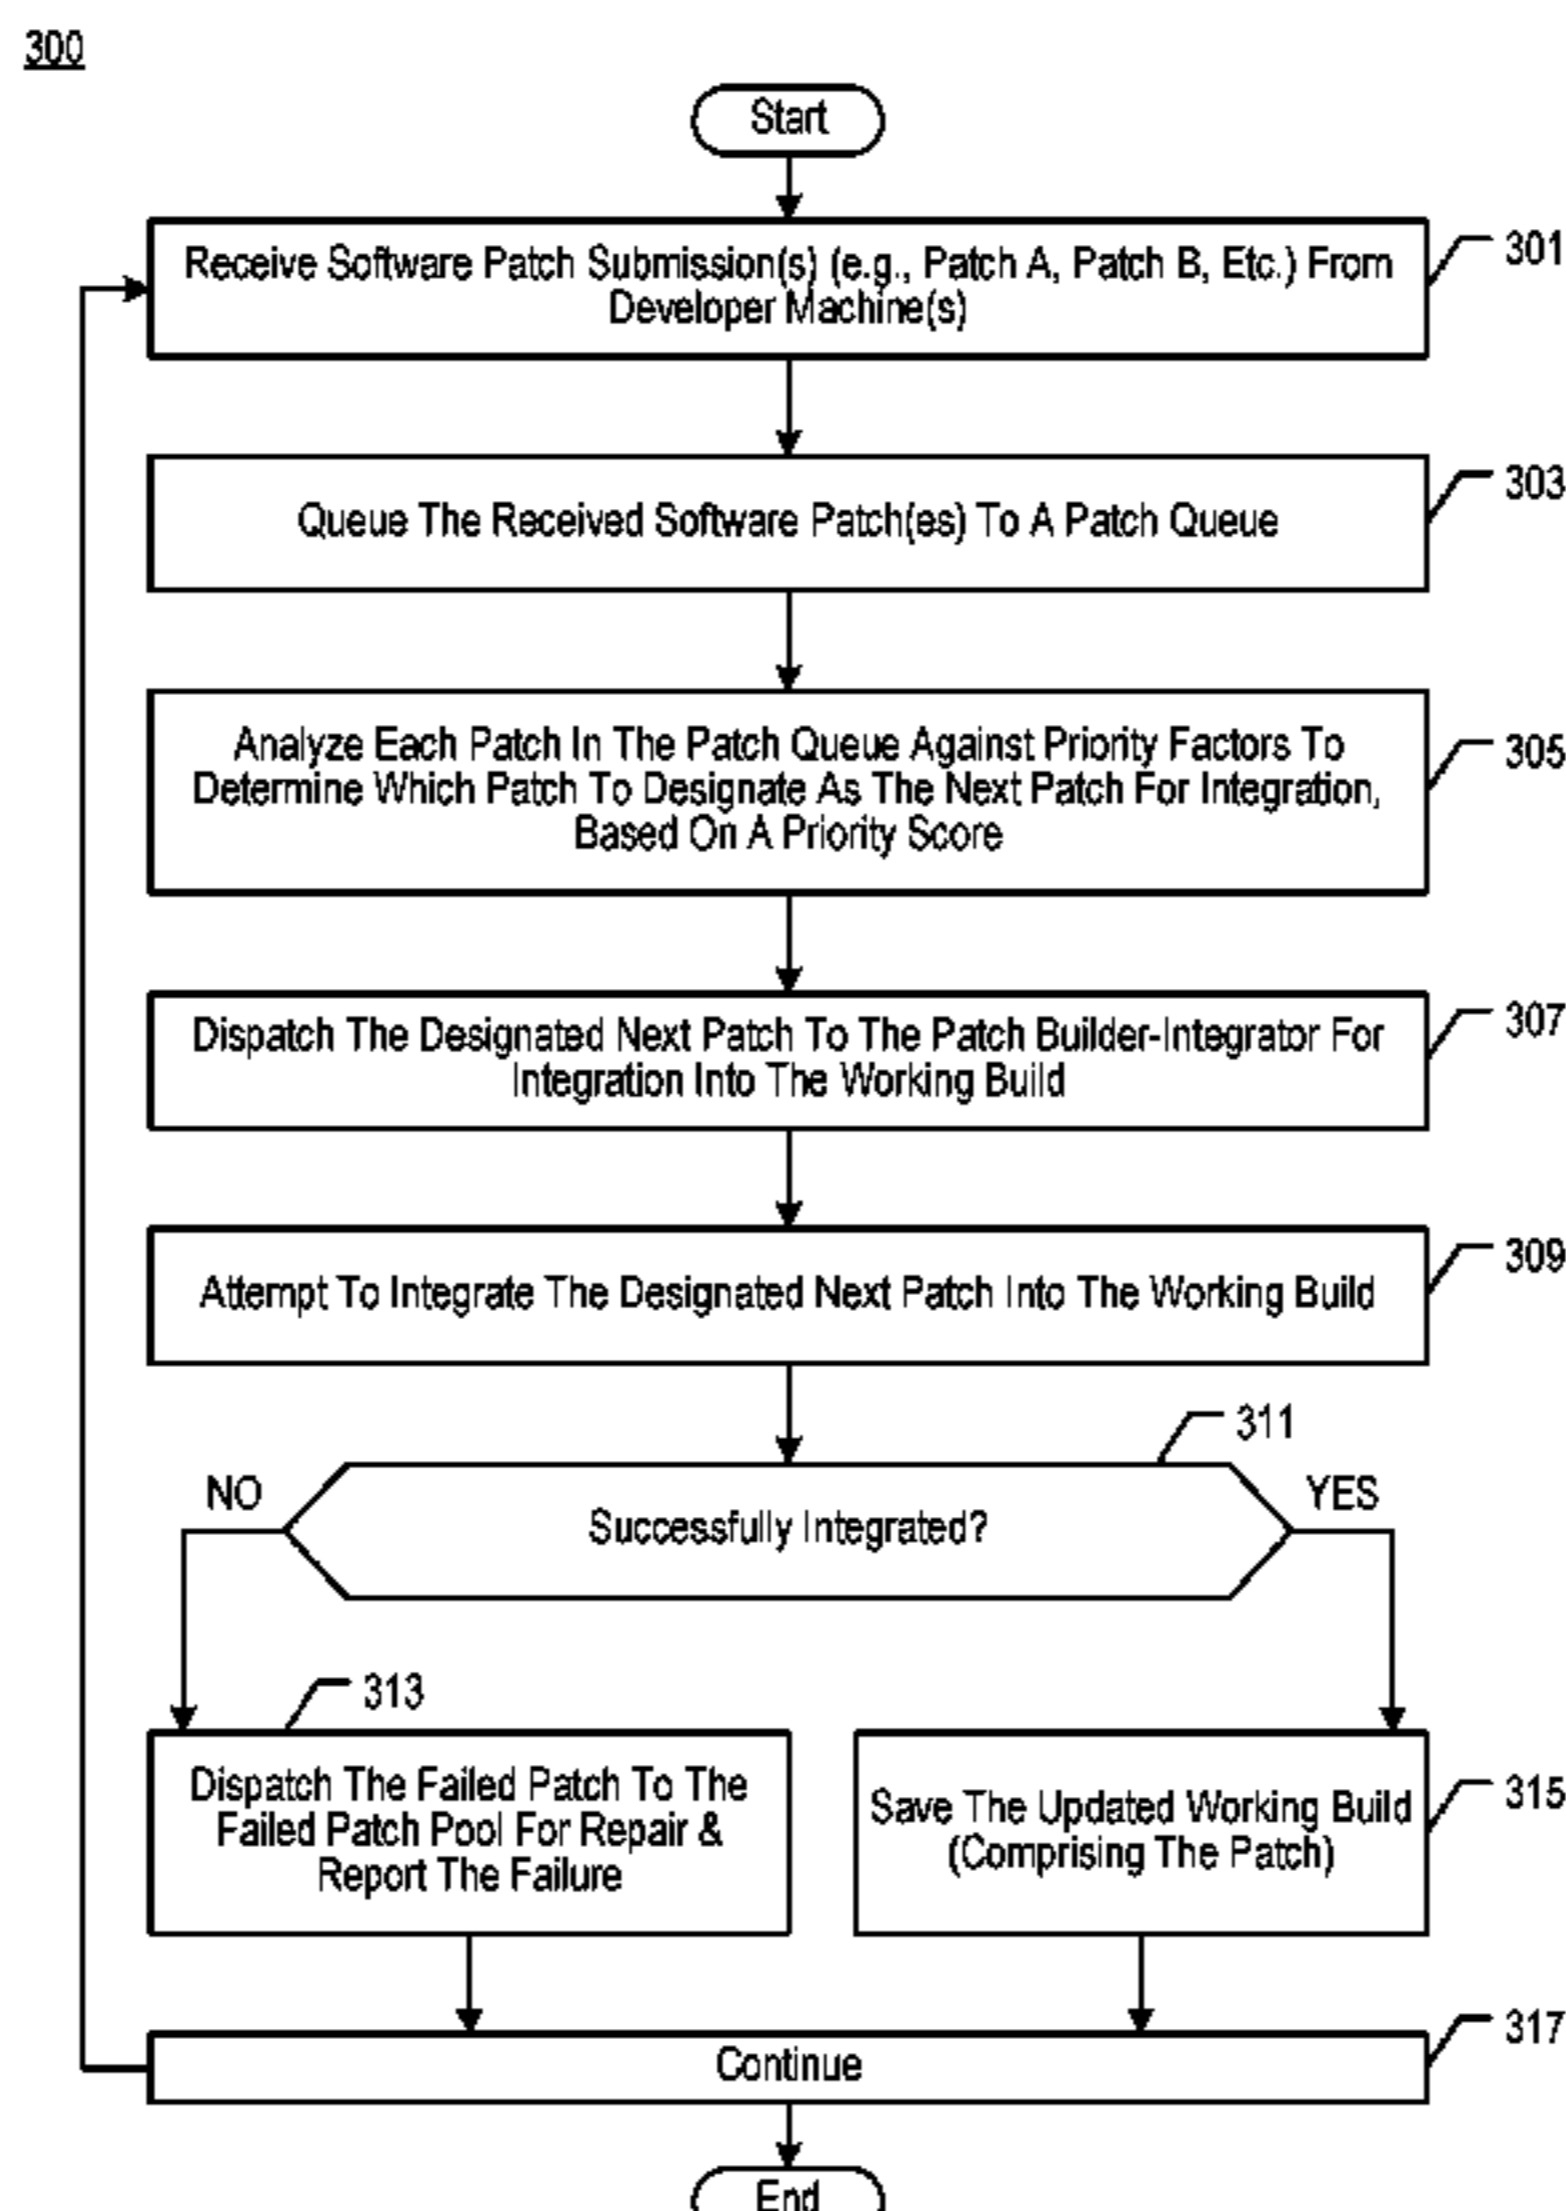 300
Start
Receive Software Patch Submission(s) (e.g., Patch A, Patch B, Etc.) From
Developer Machine(s)
301
Queue The Received Software Patch(es) To A Patch Queue
303
Analyze Each Patch In The Patch Queue Against Priority Factors To
Determine Which Patch To Designate As The Next Patch For Integration,
Based On A Priority Score
305
Dispatch The Designated Next Patch To The Patch Builder-Integrator For
Integration Into The Working Build
307
Attempt To Integrate The Designated Next Patch Into The Working Build
309
311
NO
Successfully Integrated?
YES
313
Dispatch The Failed Patch To The
Failed Patch Pool For Repair &
Report The Failure
Save The Updated Working Build
(Comprising The Patch)
315
Continue
317
End